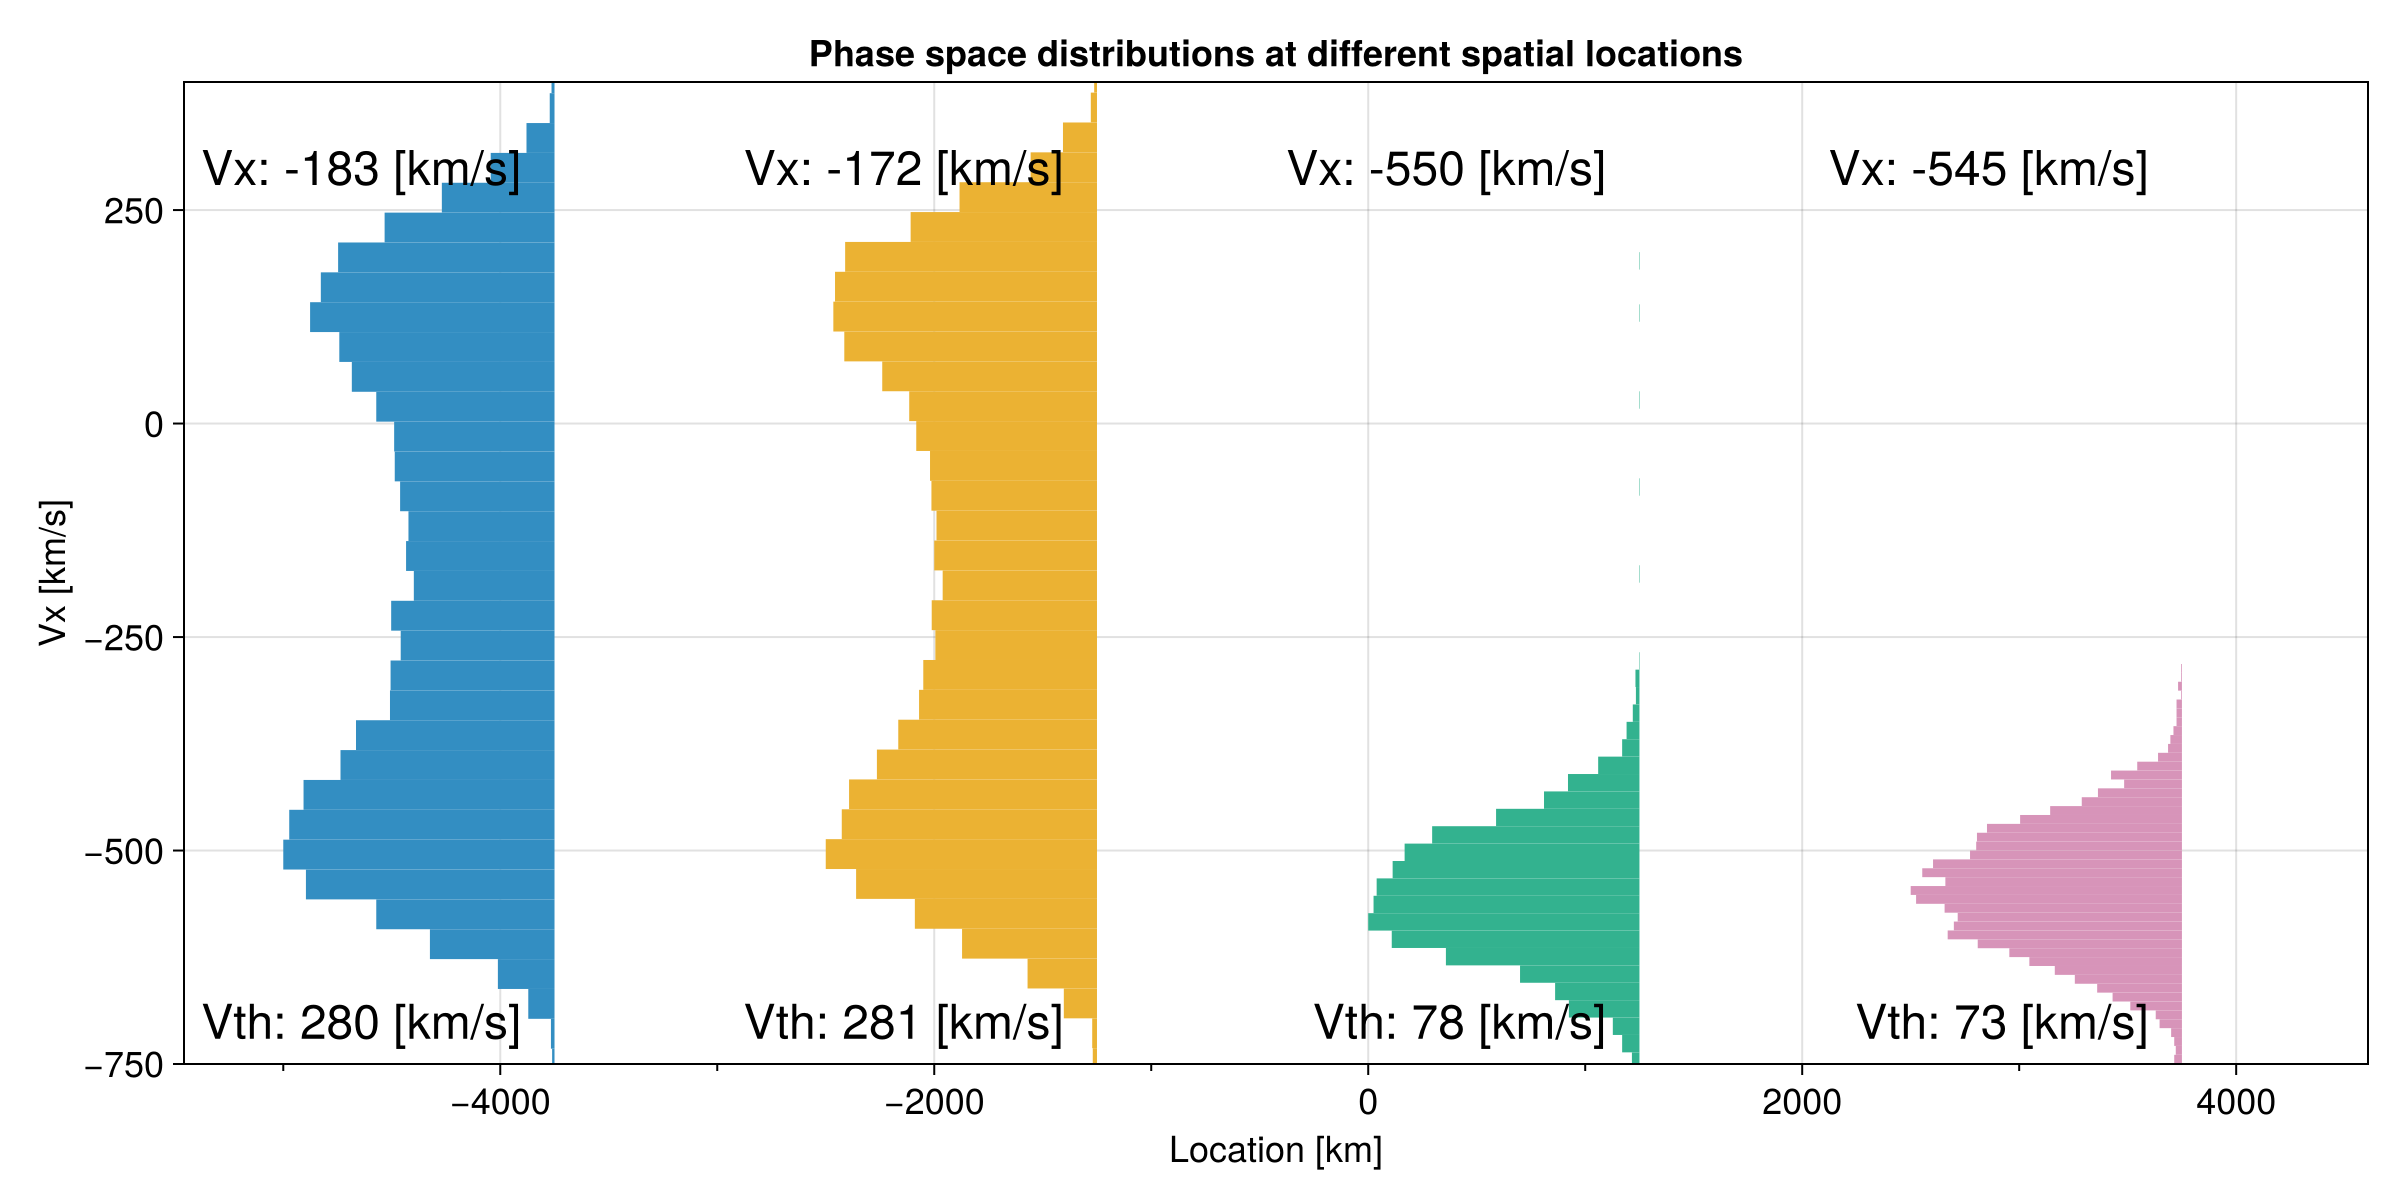 Phase space distributions at different spatial locations
Vx: -183 [km/s]
Vx: -172 [km/s]
Vx: -550 [km/s]
Vx: -545 [km/s]
250
0
−250
−500
−750
Vx [km/s]
Vth: 280 [km/s]
Vth: 281 [km/s]
Vth: 78 [km/s]
Vth: 73 [km/s]
−4000
−2000
0
2000
4000
Location [km]